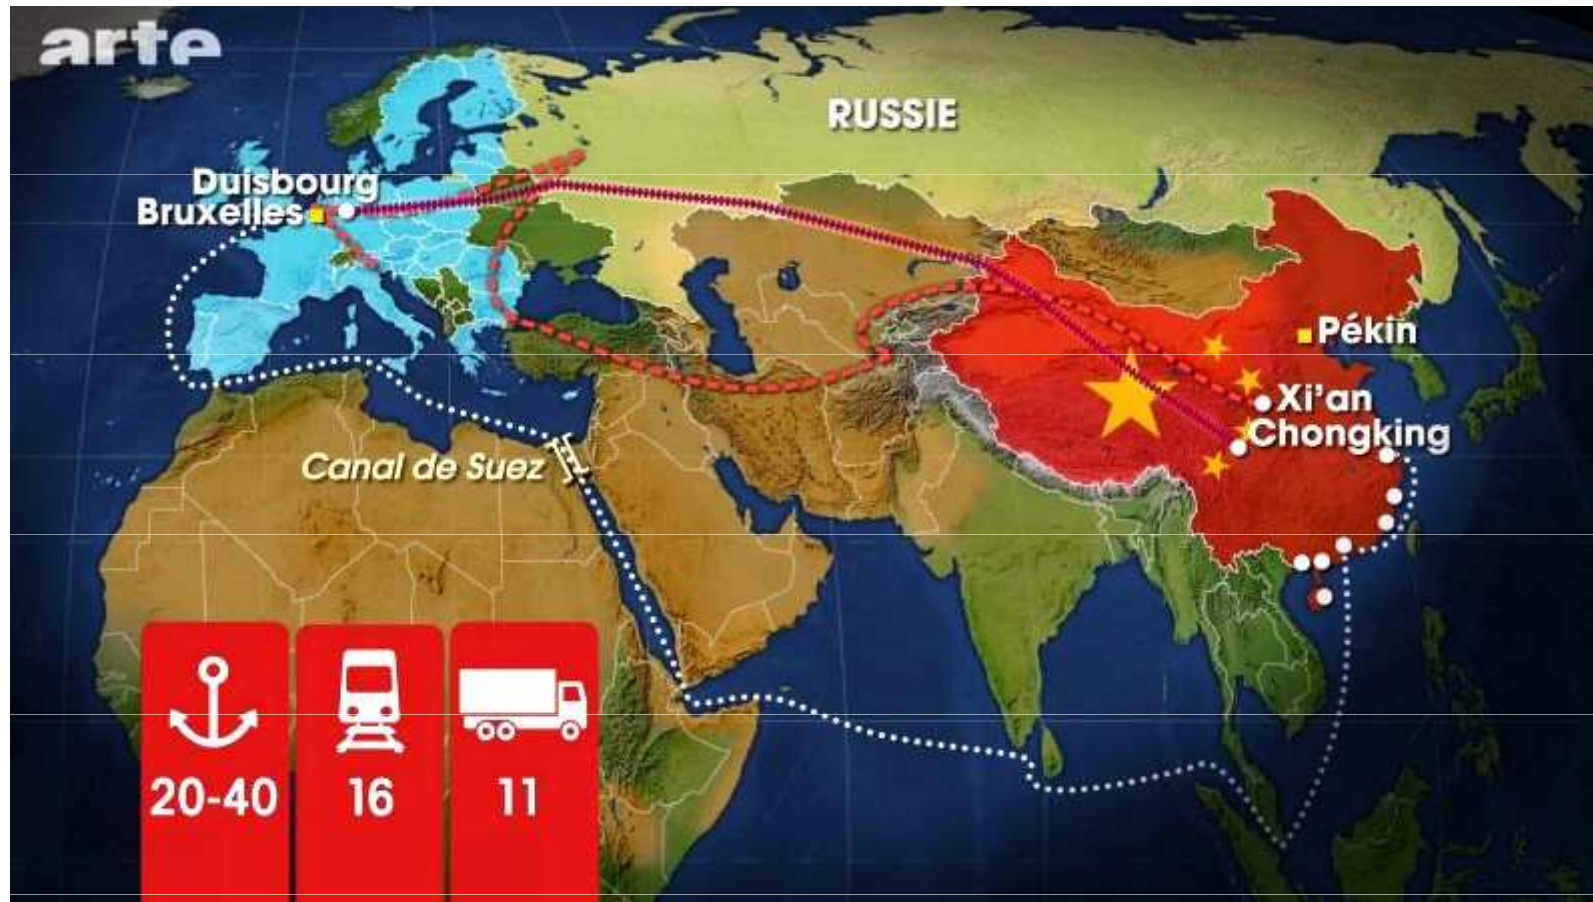 arte
RUSSIE
Duisbourg
Bruxelles
Pékin
Xi'an
Chongking
Canal de Suez
20-40
16
11